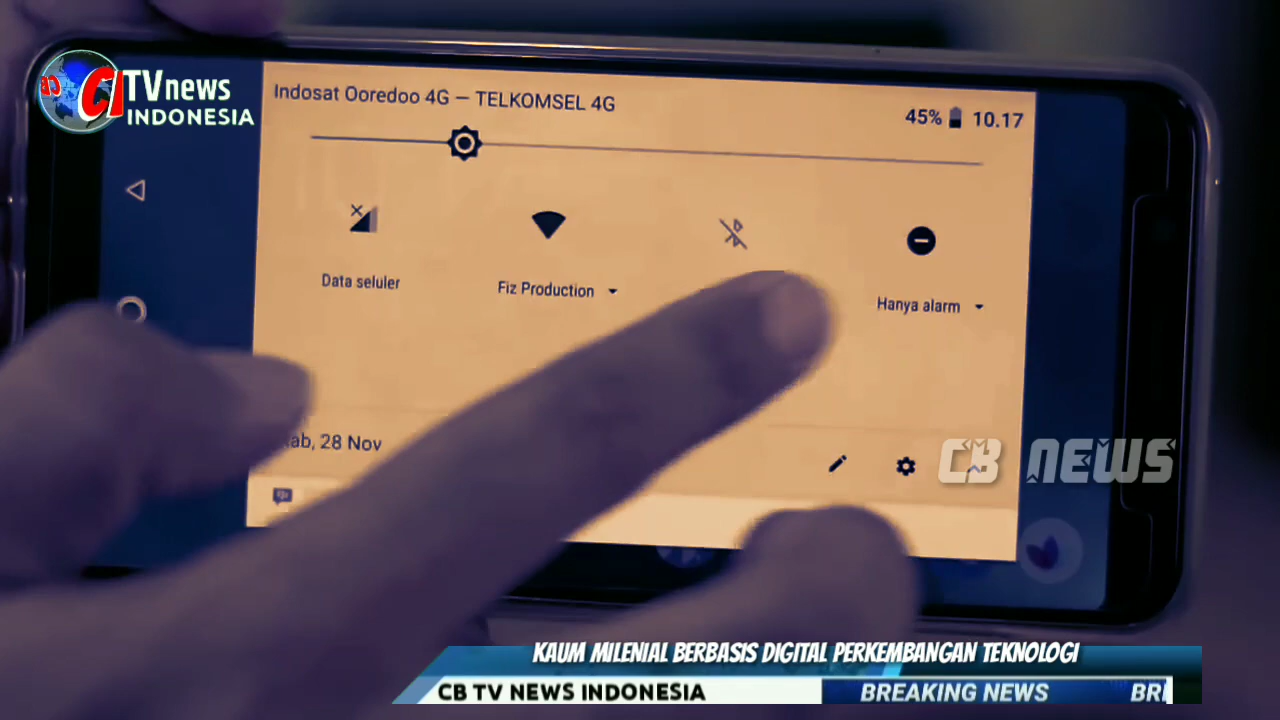 TVnews
INDONESIA
Indosat Ooredoo 4G — TELKOMSEL 4G
45% 10.17
Data seluler
Fiz Production
Hanya alarm
28 Nov
CB NEWS
KAUM MILENIAL BERBASIS DIGITAL PERKEMBANGAN TEKNOLOGI
CB TV NEWS INDONESIA
BREAKING NEWS